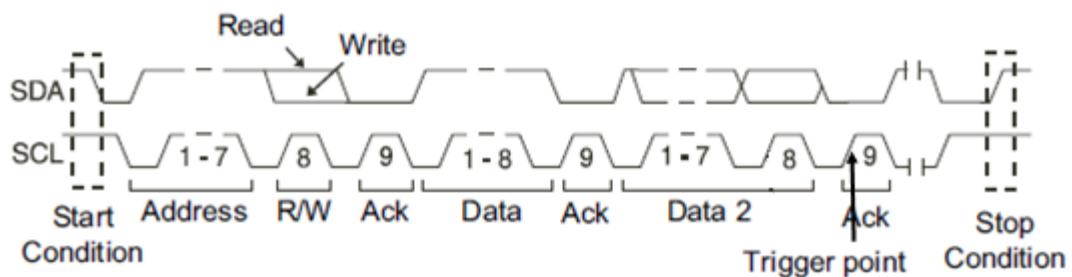 Read
Write
SDA
SCL
1 - 7 8 9 1 - 8 9 1 - 7 8 9
Start Condition Address R/W Ack Data Ack Data 2 Ack Stop Condition
Trigger point